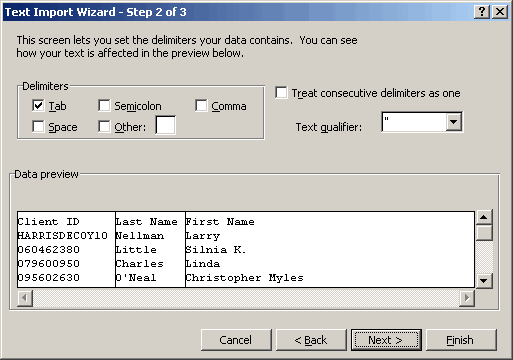 Text Import Wizard - Step 2 of 3
This screen lets you set the delimiters your data contains. You can see
how your text is affected in the preview below.
Delimiters
Tab Semicolon Comma
Space Other:
Treat consecutive delimiters as one
Text qualifier: "
Data preview
Client ID Last Name First Name
HARRISDECOY10 Nellman Larry
060462380 Little Silnia K.
079600950 Charles Linda
095602630 O'Neal Christopher Myles
Cancel < Back Next > Finish